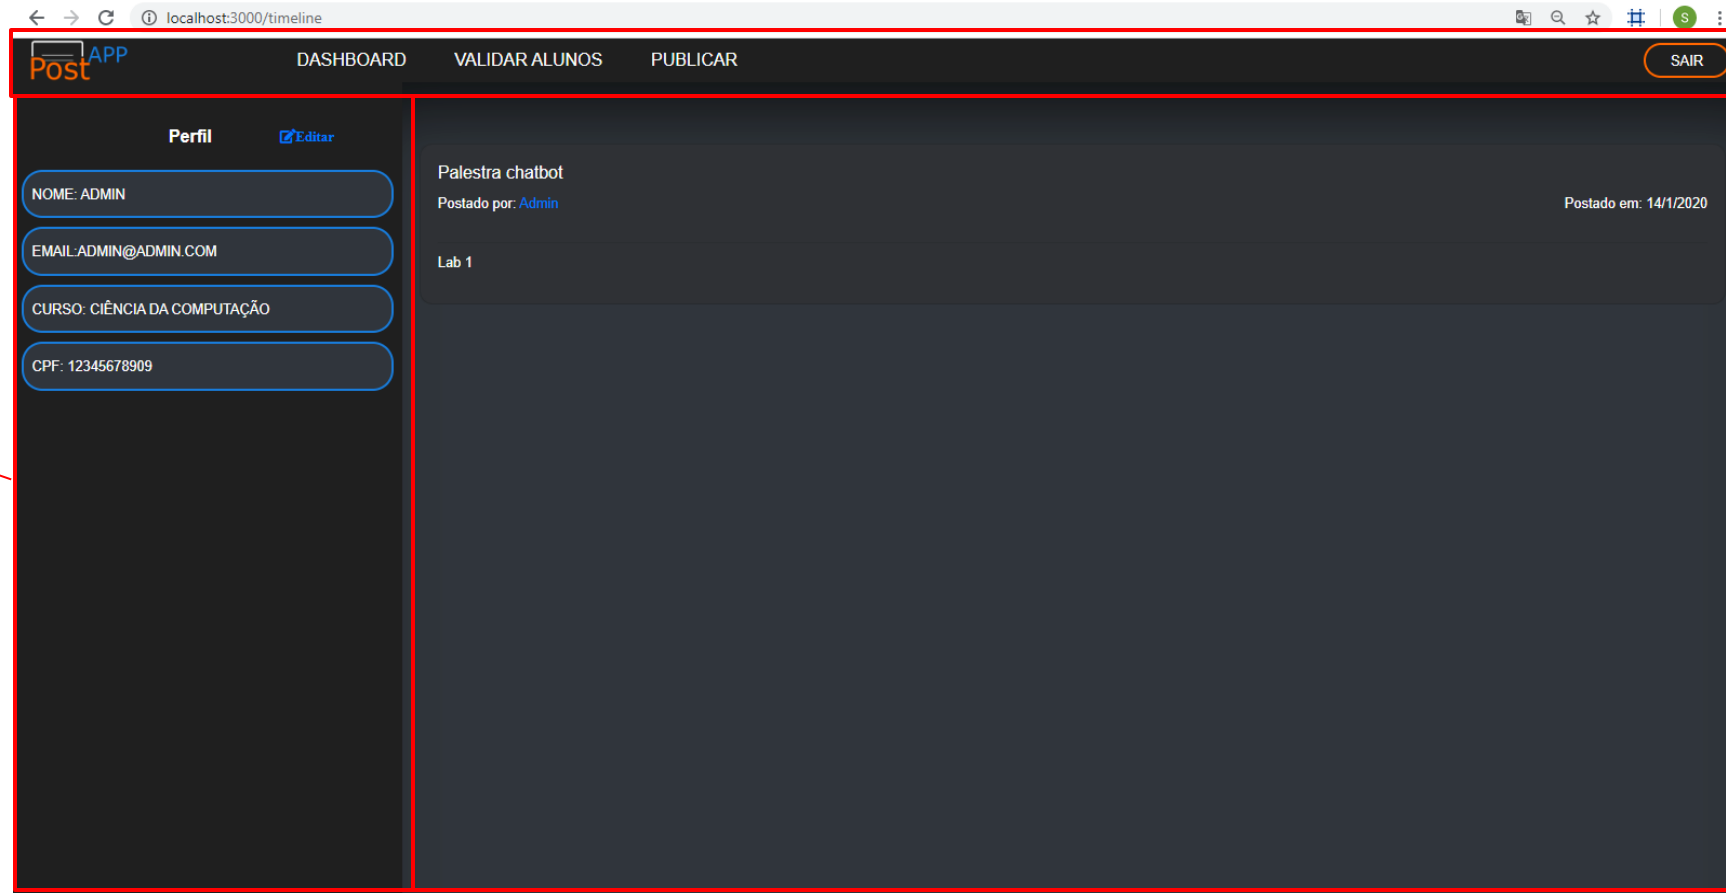 localhost:3000/timeline
S
Post APP
DASHBOARD VALIDAR ALUNOS PUBLICAR SAIR
Perfil Editar
NOME: ADMIN
EMAIL:ADMIN@ADMIN.COM
CURSO: CIÊNCIA DA COMPUTAÇÃO
CPF: 12345678909
Palestra chatbot
Postado por: Admin Postado em: 14/1/2020
Lab 1